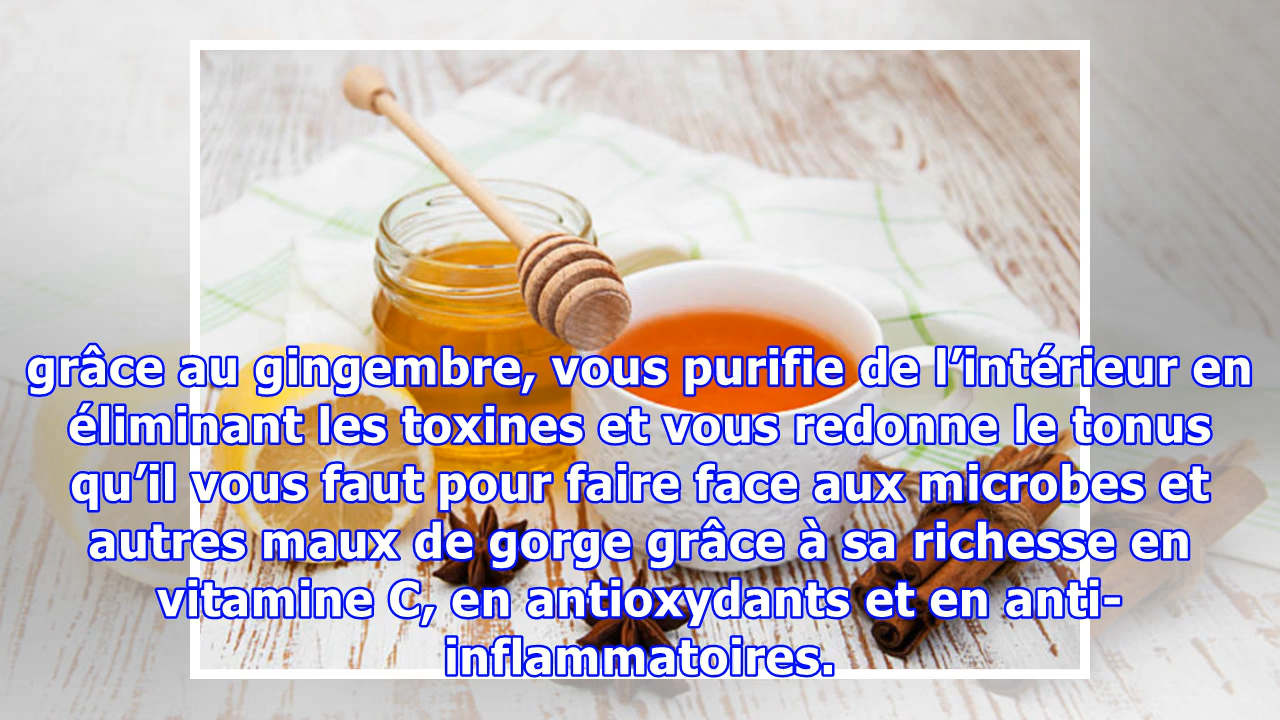 grâce au gingembre, vous purifie de l’intérieur en
éliminant les toxines et vous redonne le tonus
qu’il vous faut pour faire face aux microbes et
autres maux de gorge grâce à sa richesse en
vitamine C, en antioxydants et en anti-
inflammatoires.